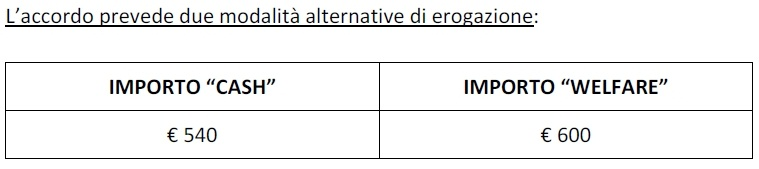 L’accordo prevede due modalità alternative di erogazione:
IMPORTO “CASH” IMPORTO “WELFARE”
€ 540 € 600